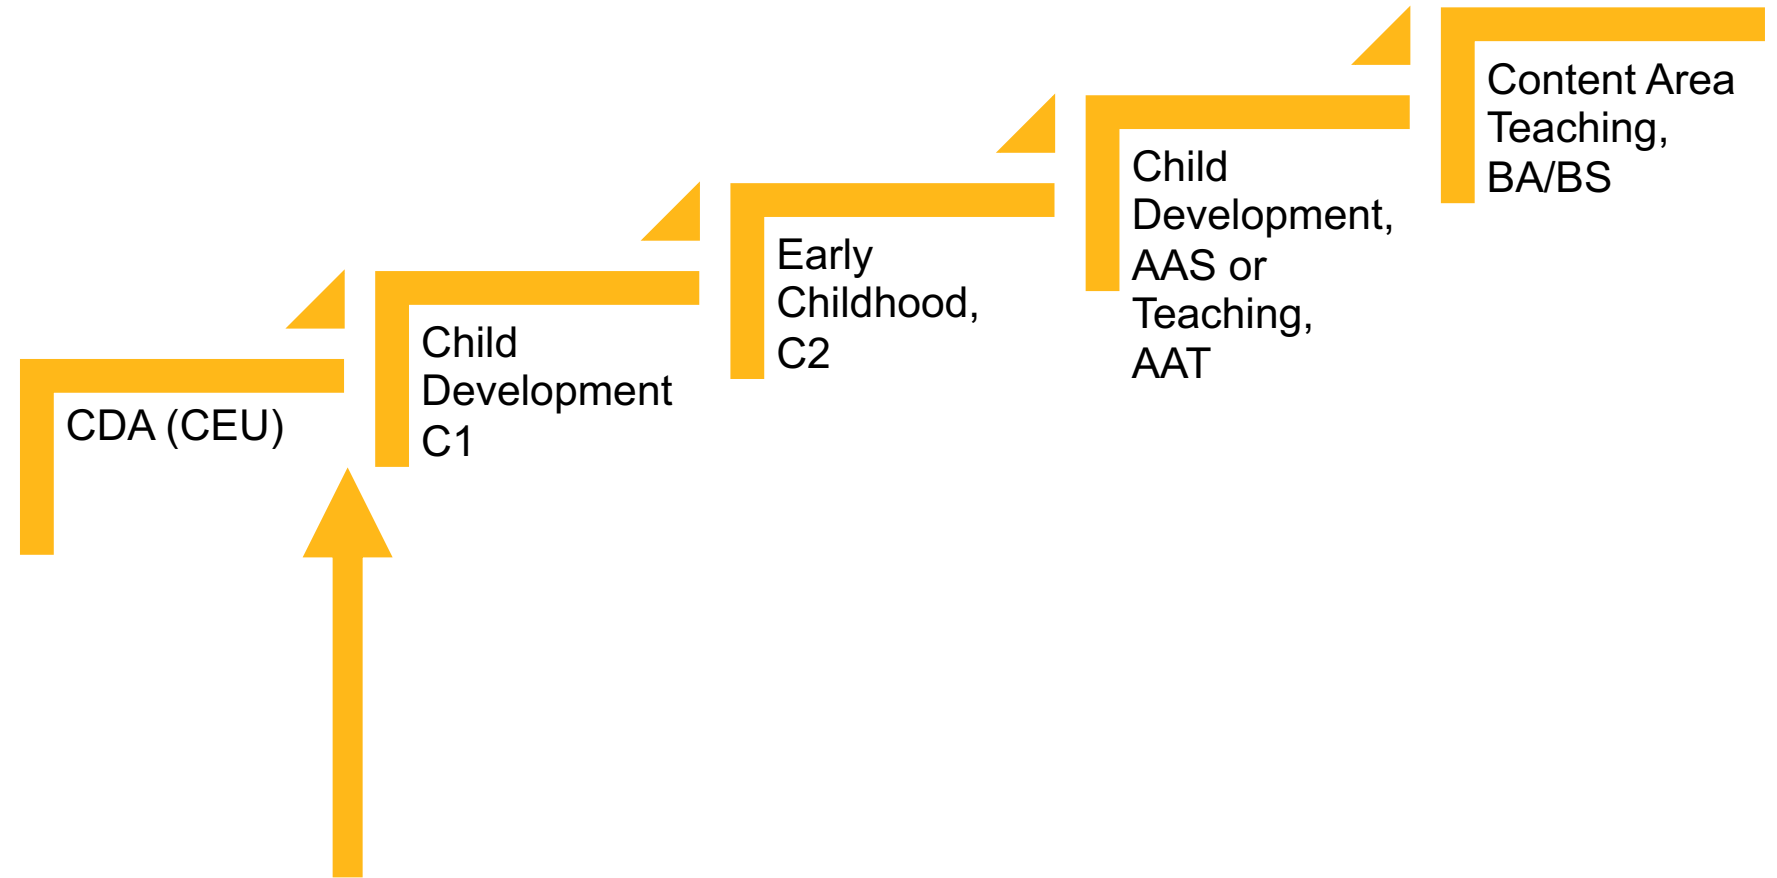 CDA (CEU)
Child
Development
C1
Early
Childhood,
C2
Child
Development,
AAS or
Teaching,
AAT
Content Area
Teaching,
BA/BS